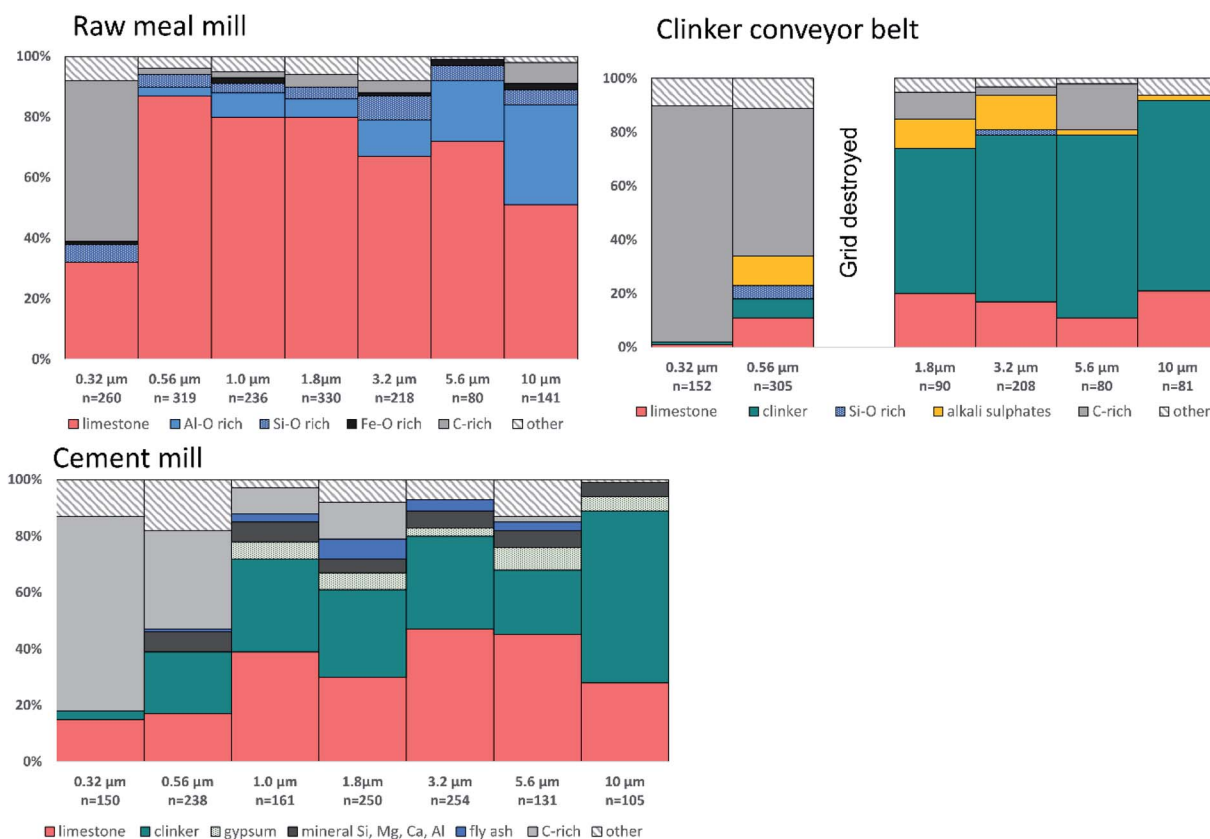 Raw meal mill
100%
80%
60%
40%
20%
0%
0.32 µm 0.56 µm 1.0 µm 1.8µm 3.2 µm 5.6 µm 10 µm
n=260 n= 319 n=236 n=330 n=218 n=80 n=141
limestone Al-O rich Si-O rich Fe-O rich C-rich other
Clinker conveyor belt
100%
80%
60%
40%
20%
0%
Grid destroyed
0.32 µm 0.56 µm 1.8µm 3.2 µm 5.6 µm 10 µm
n=152 n=305 n=90 n=208 n=80 n=81
limestone clinker Si-O rich alkali sulphates C-rich other
Cement mill
100%
80%
60%
40%
20%
0%
0.32 µm 0.56 µm 1.0 µm 1.8µm 3.2 µm 5.6 µm 10 µm
n=150 n=238 n=161 n=250 n=254 n=131 n=105
limestone clinker gypsum mineral Si, Mg, Ca, Al fly ash C-rich other